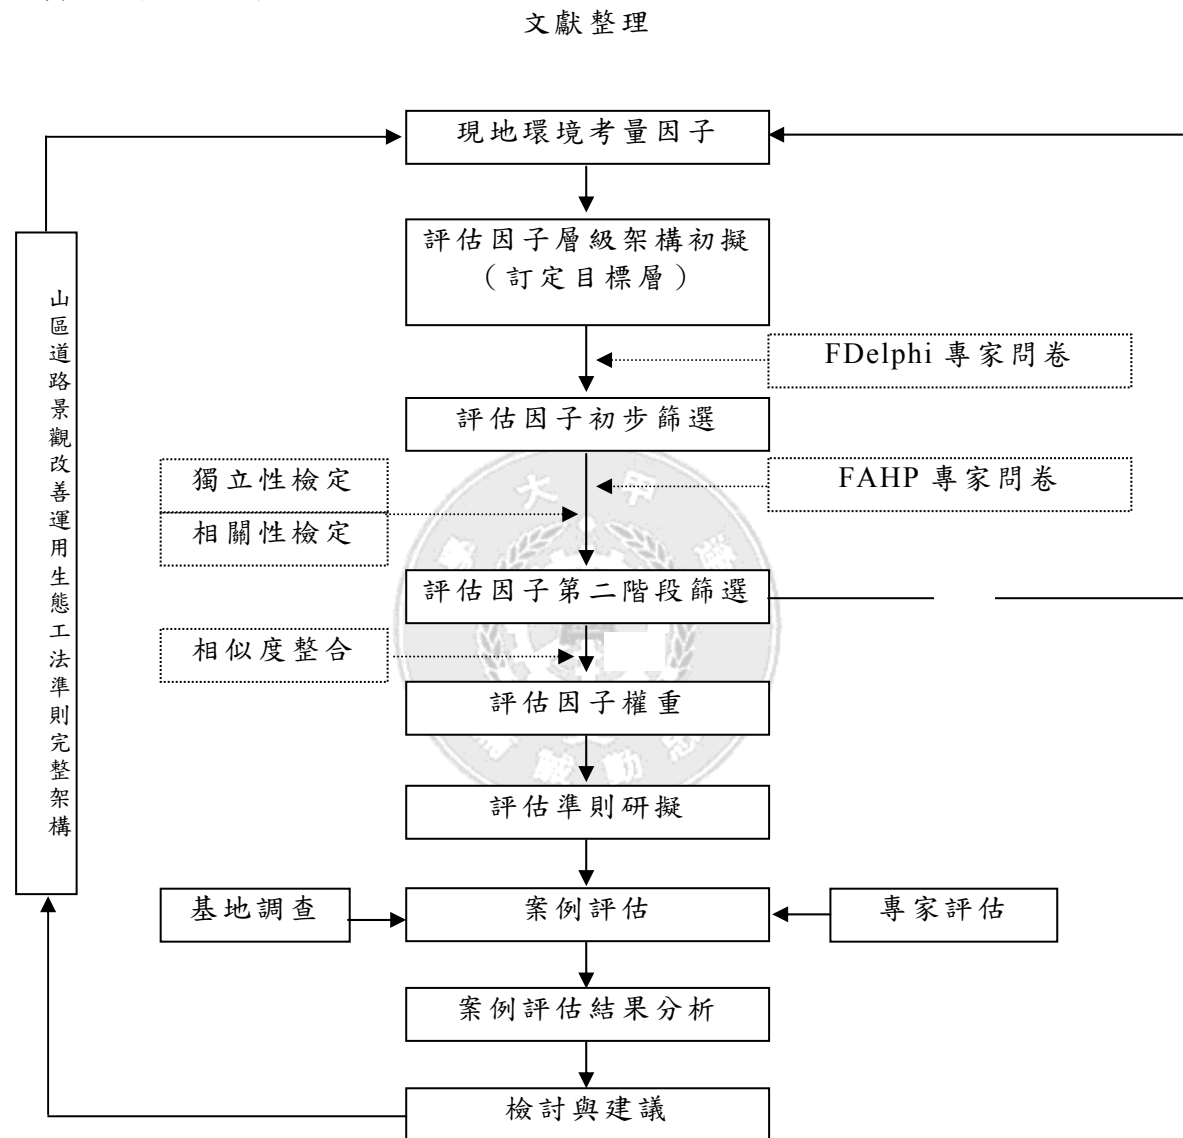 文獻整理
現地環境考量因子
評估因子層級架構初擬
（訂定目標層）
FDelphi 專家問卷
評估因子初步篩選
獨立性檢定
FAHP 專家問卷
相關性檢定
評估因子第二階段篩選
相似度整合
評估因子權重
評估準則研擬
基地調查
案例評估
專家評估
案例評估結果分析
檢討與建議
山區道路景觀改善運用生態工法準則完整架構